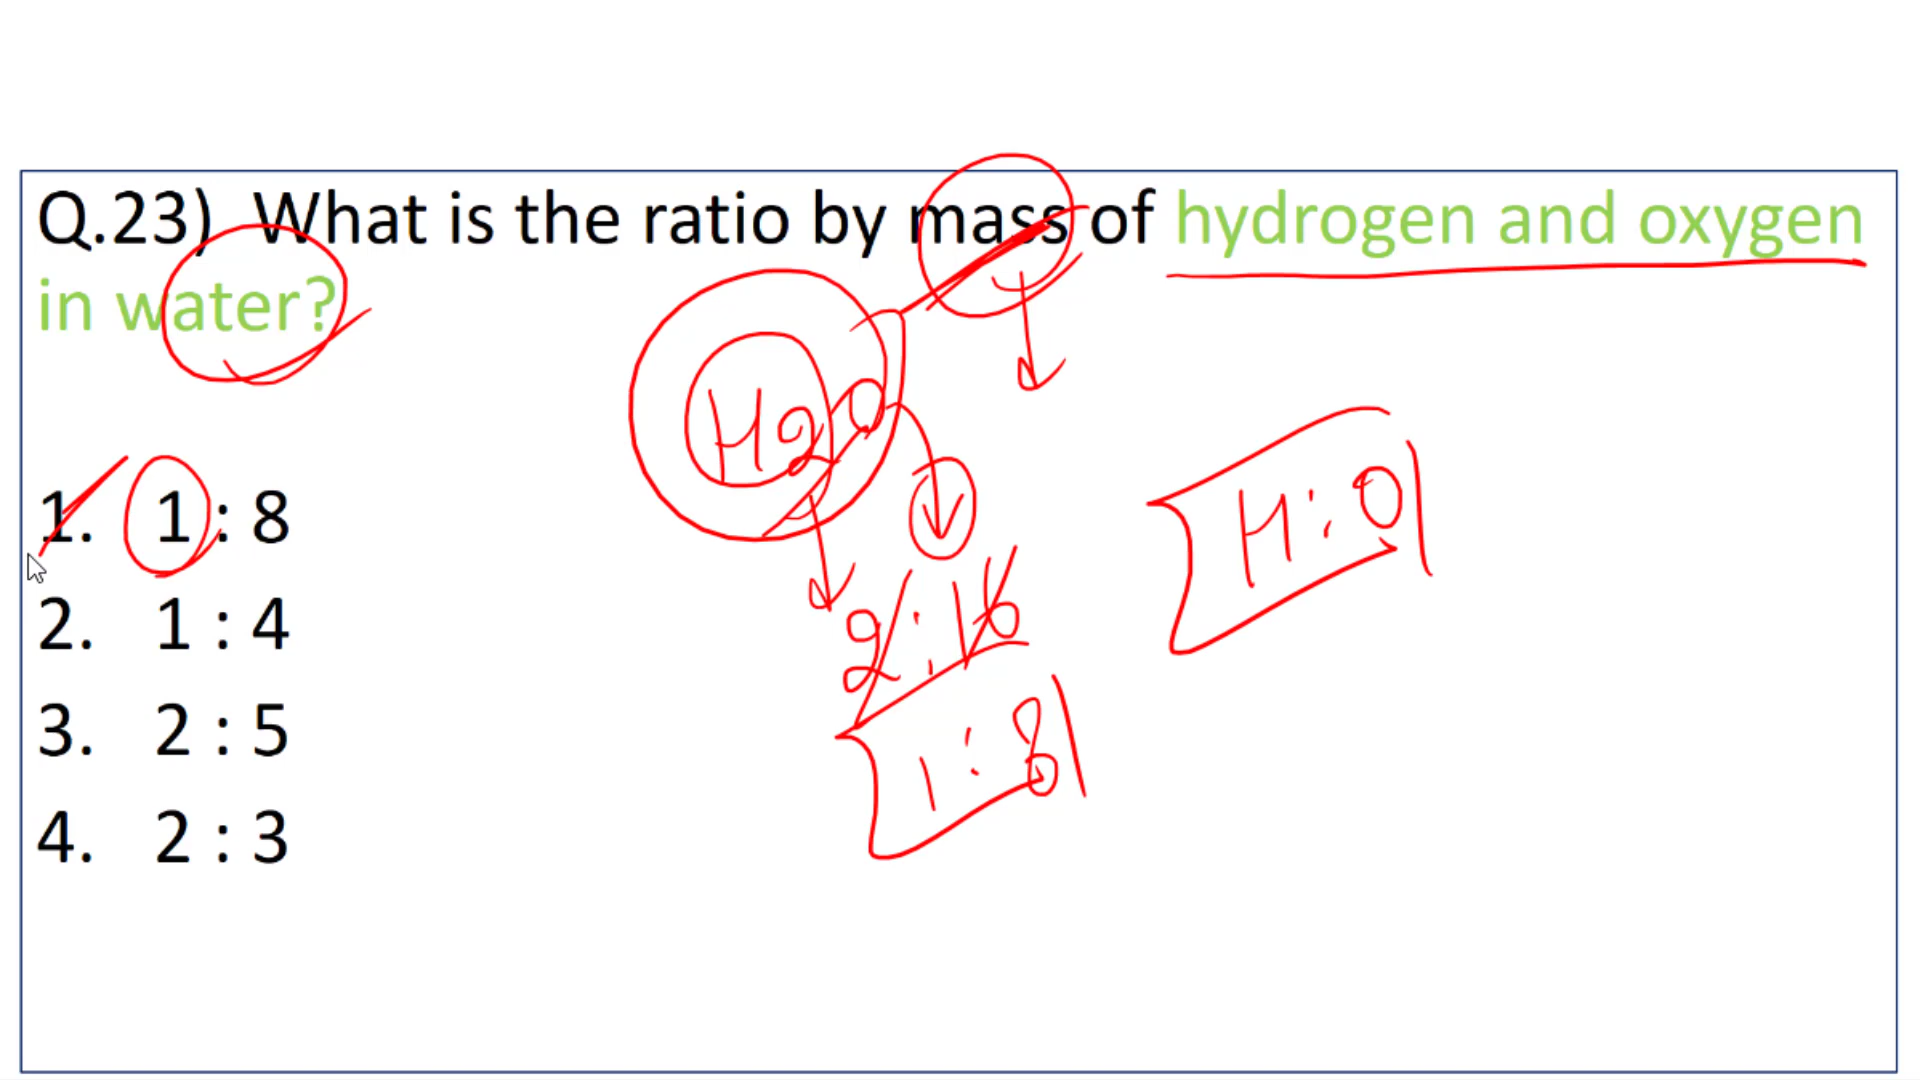 Q.23) What is the ratio by mass of hydrogen and oxygen
in water?
H2O
H:O
1. 1 : 8
2. 1 : 4
2:16
3. 2 : 5
1:8
4. 2 : 3